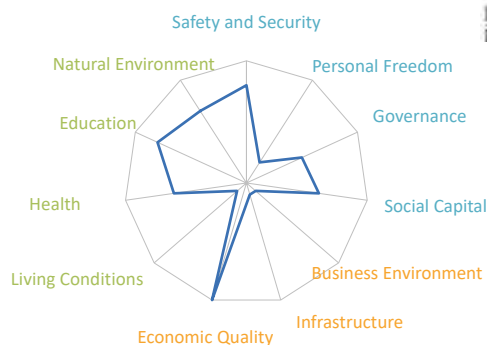 Safety and Security
Natural Environment
Personal Freedom
Education
Governance
Health
Social Capital
Living Conditions
Business Environment
Economic Quality
Infrastructure